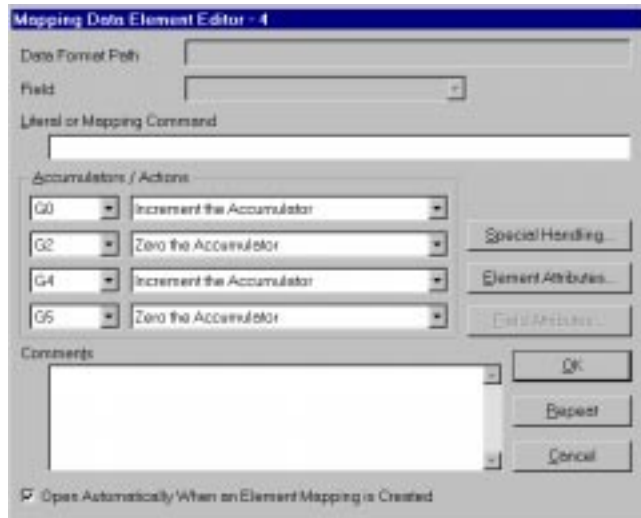 Mapping Data Element Editor - 4
Data Format Path
Field
Literal or Mapping Command
Accumulators / Actions
G0 Increment the Accumulator
G2 Zero the Accumulator
Special Handling...
G4 Increment the Accumulator
Element Attributes...
G5 Zero the Accumulator
Field Attributes...
Comments
OK
Repeat
Cancel
Open Automatically When an Element Mapping is Created